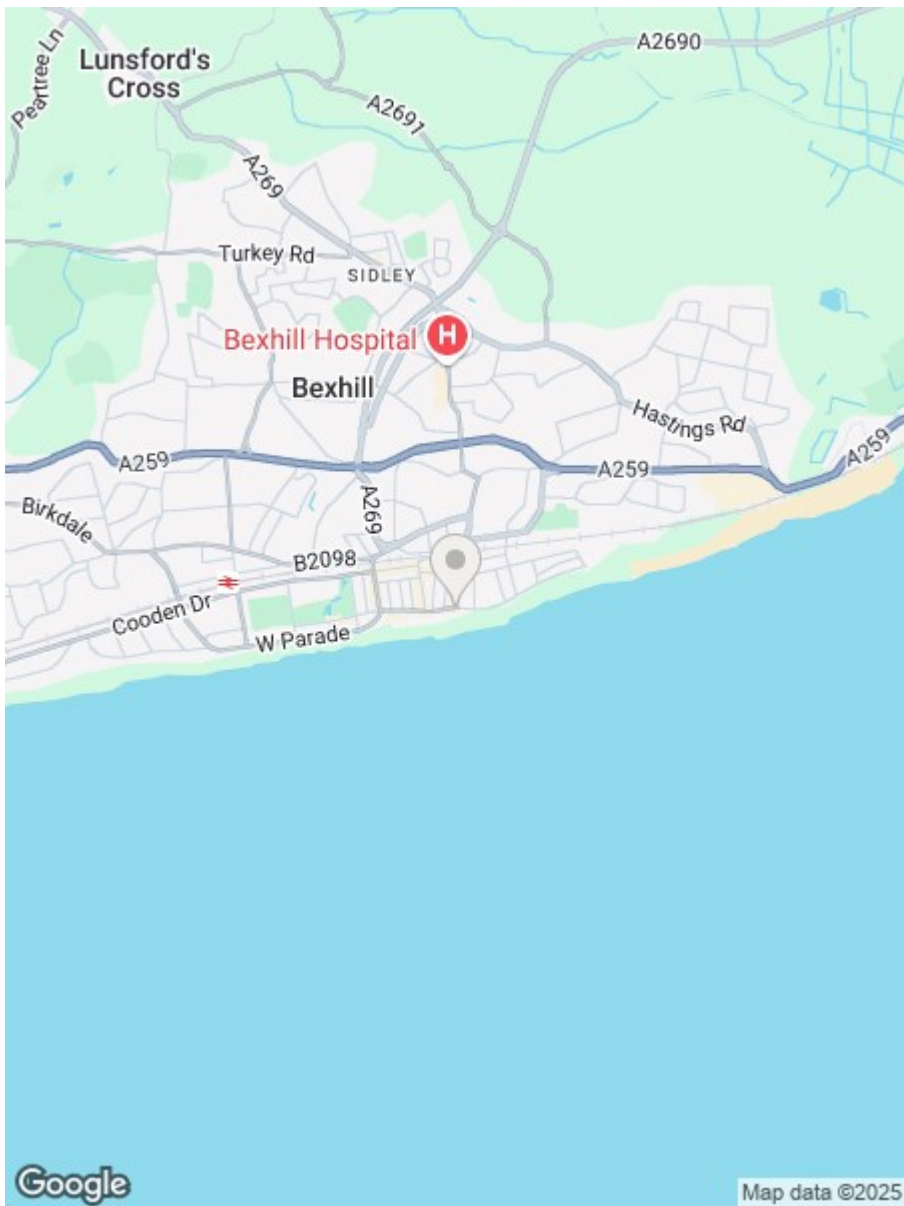 A2690
Lunsford's
Cross
Peartree Ln
A2691
A269
Turkey Rd
SIDLEY
Bexhill Hospital
H
Bexhill
Hastings Rd
A259
A259
A259
A269
Birkdale
B2098
Cooden Dr
W Parade
Google
Map data ©2025